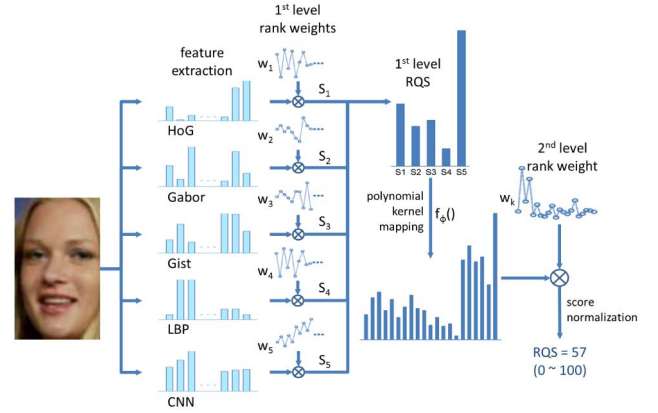 1st level
rank weights
feature
extraction
w1
S1
HoG
w2
S2
Gabor
w3
S3
Gist
w4
S4
LBP
w5
S5
CNN
1st level
RQS
S1 S2 S3 S4 S5
polynomial
kernel
mapping
fϕ()
2nd level
rank weight
wk
score
normalization
RQS = 57
(0 ~ 100)